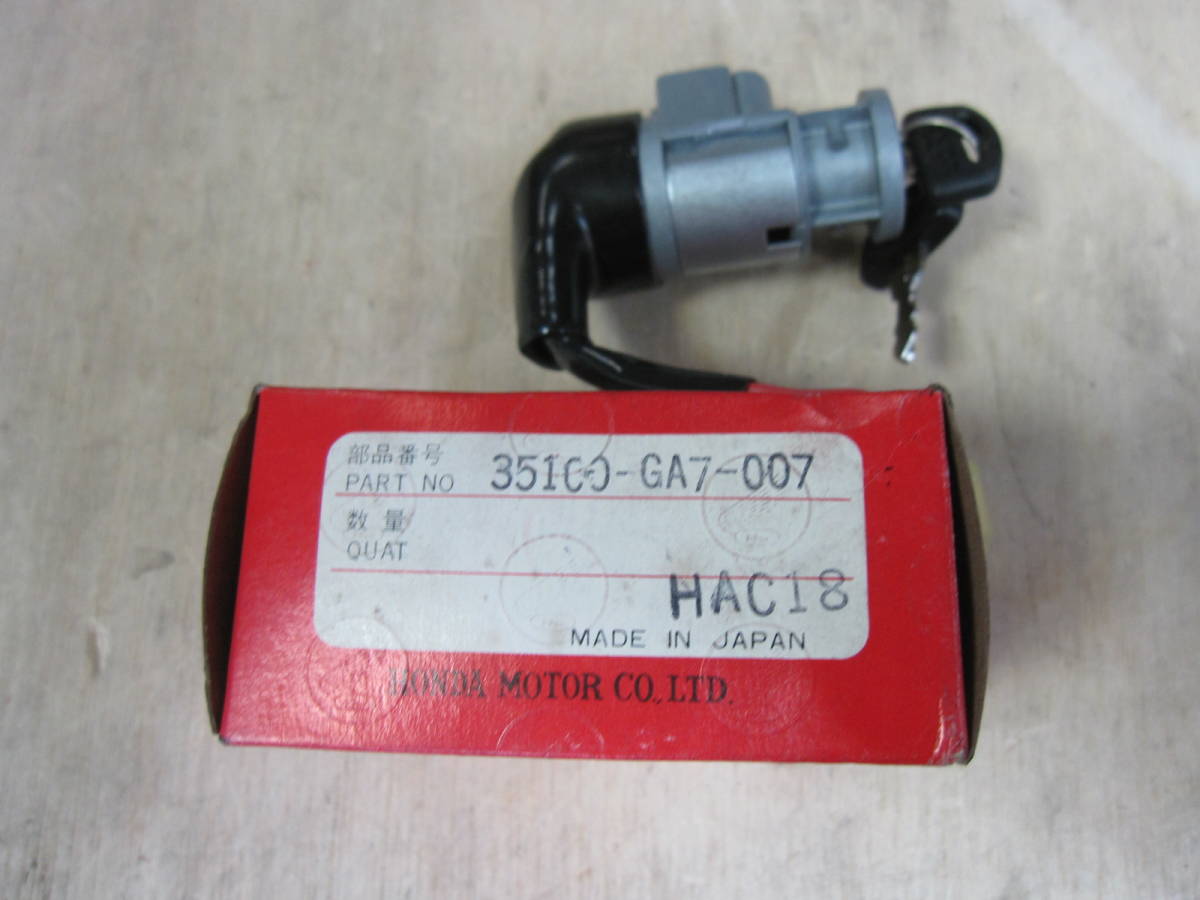 部品番号
PART NO 35100-GA7-007
数量
QUAT
HAC18
MADE IN JAPAN
HONDA MOTOR CO., LTD.